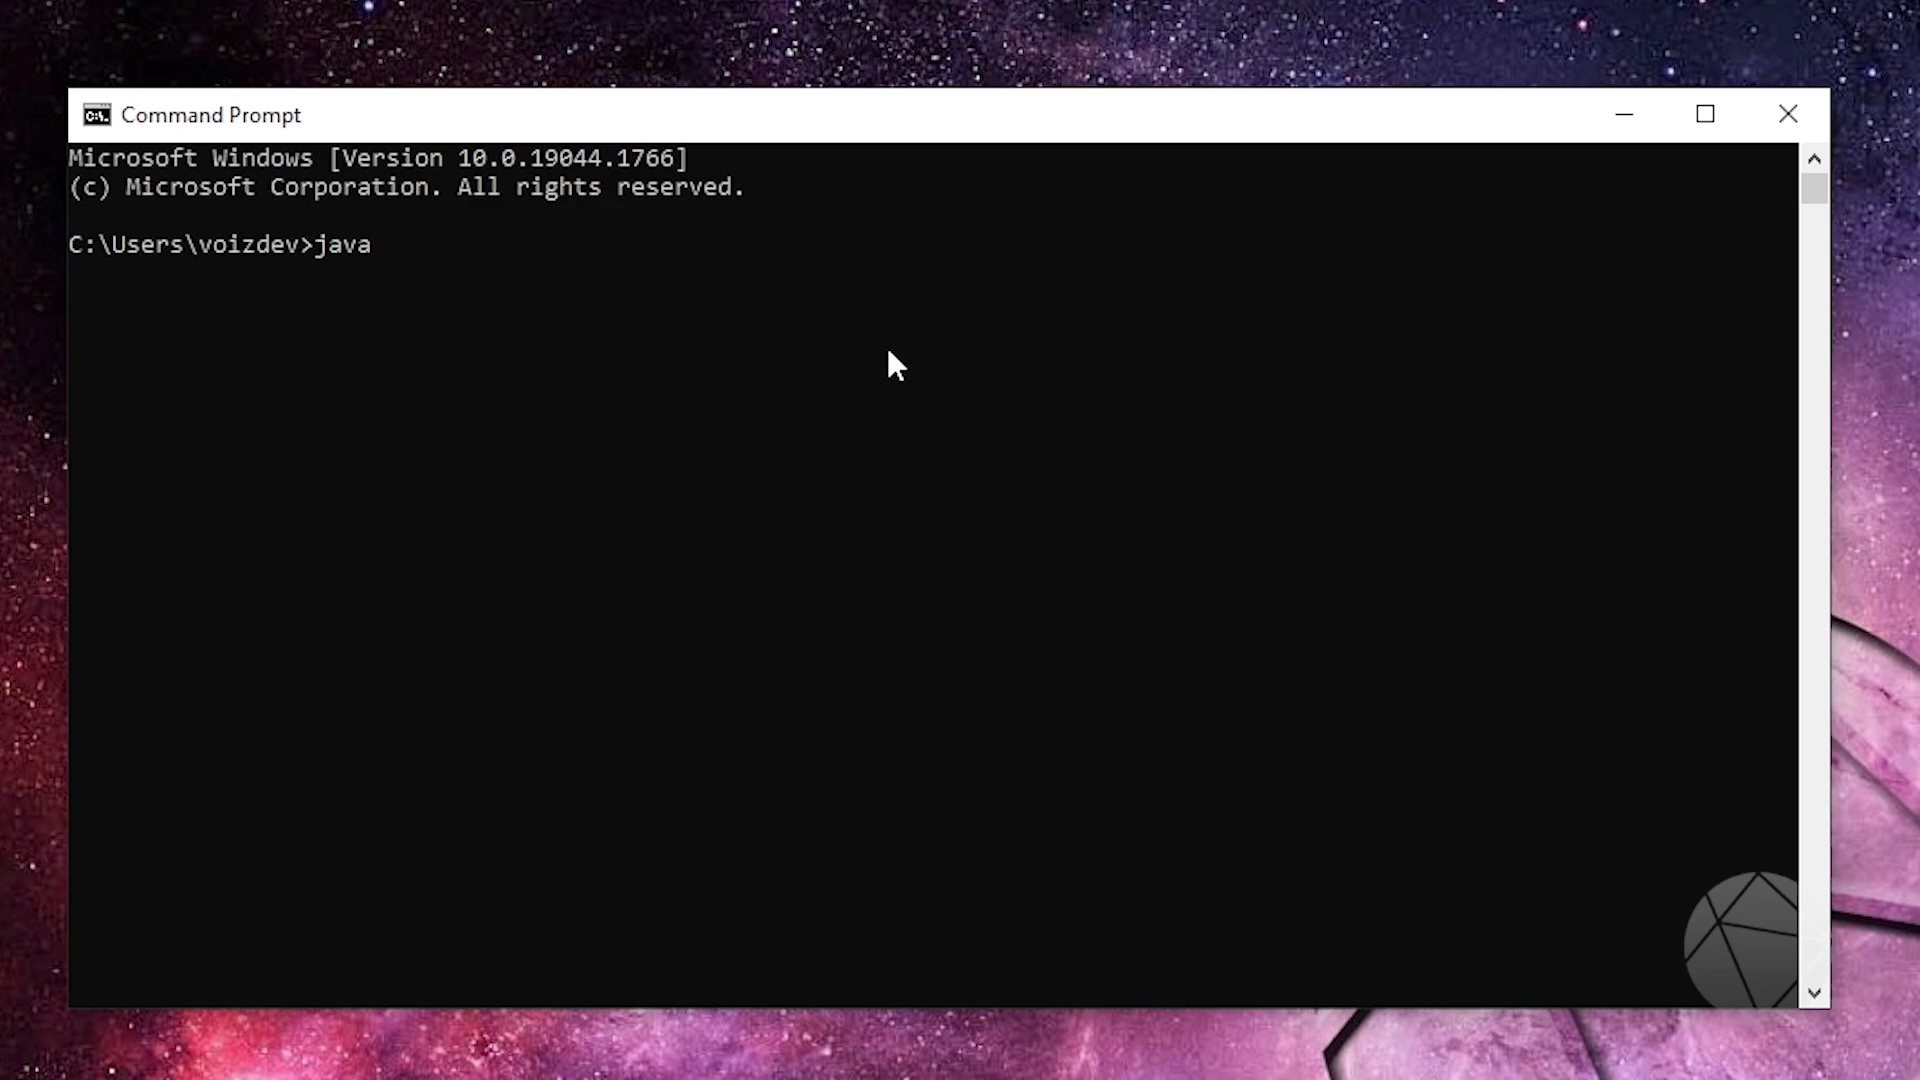 Command Prompt
Microsoft Windows [Version 10.0.19044.1766]
(c) Microsoft Corporation. All rights reserved.
C:\Users\voizdev>java